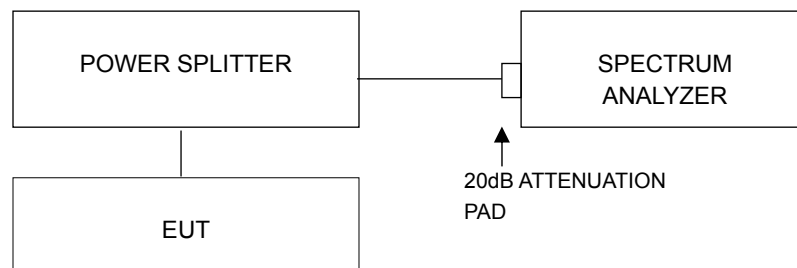 POWER SPLITTER
SPECTRUM
ANALYZER
20dB ATTENUATION
PAD
EUT